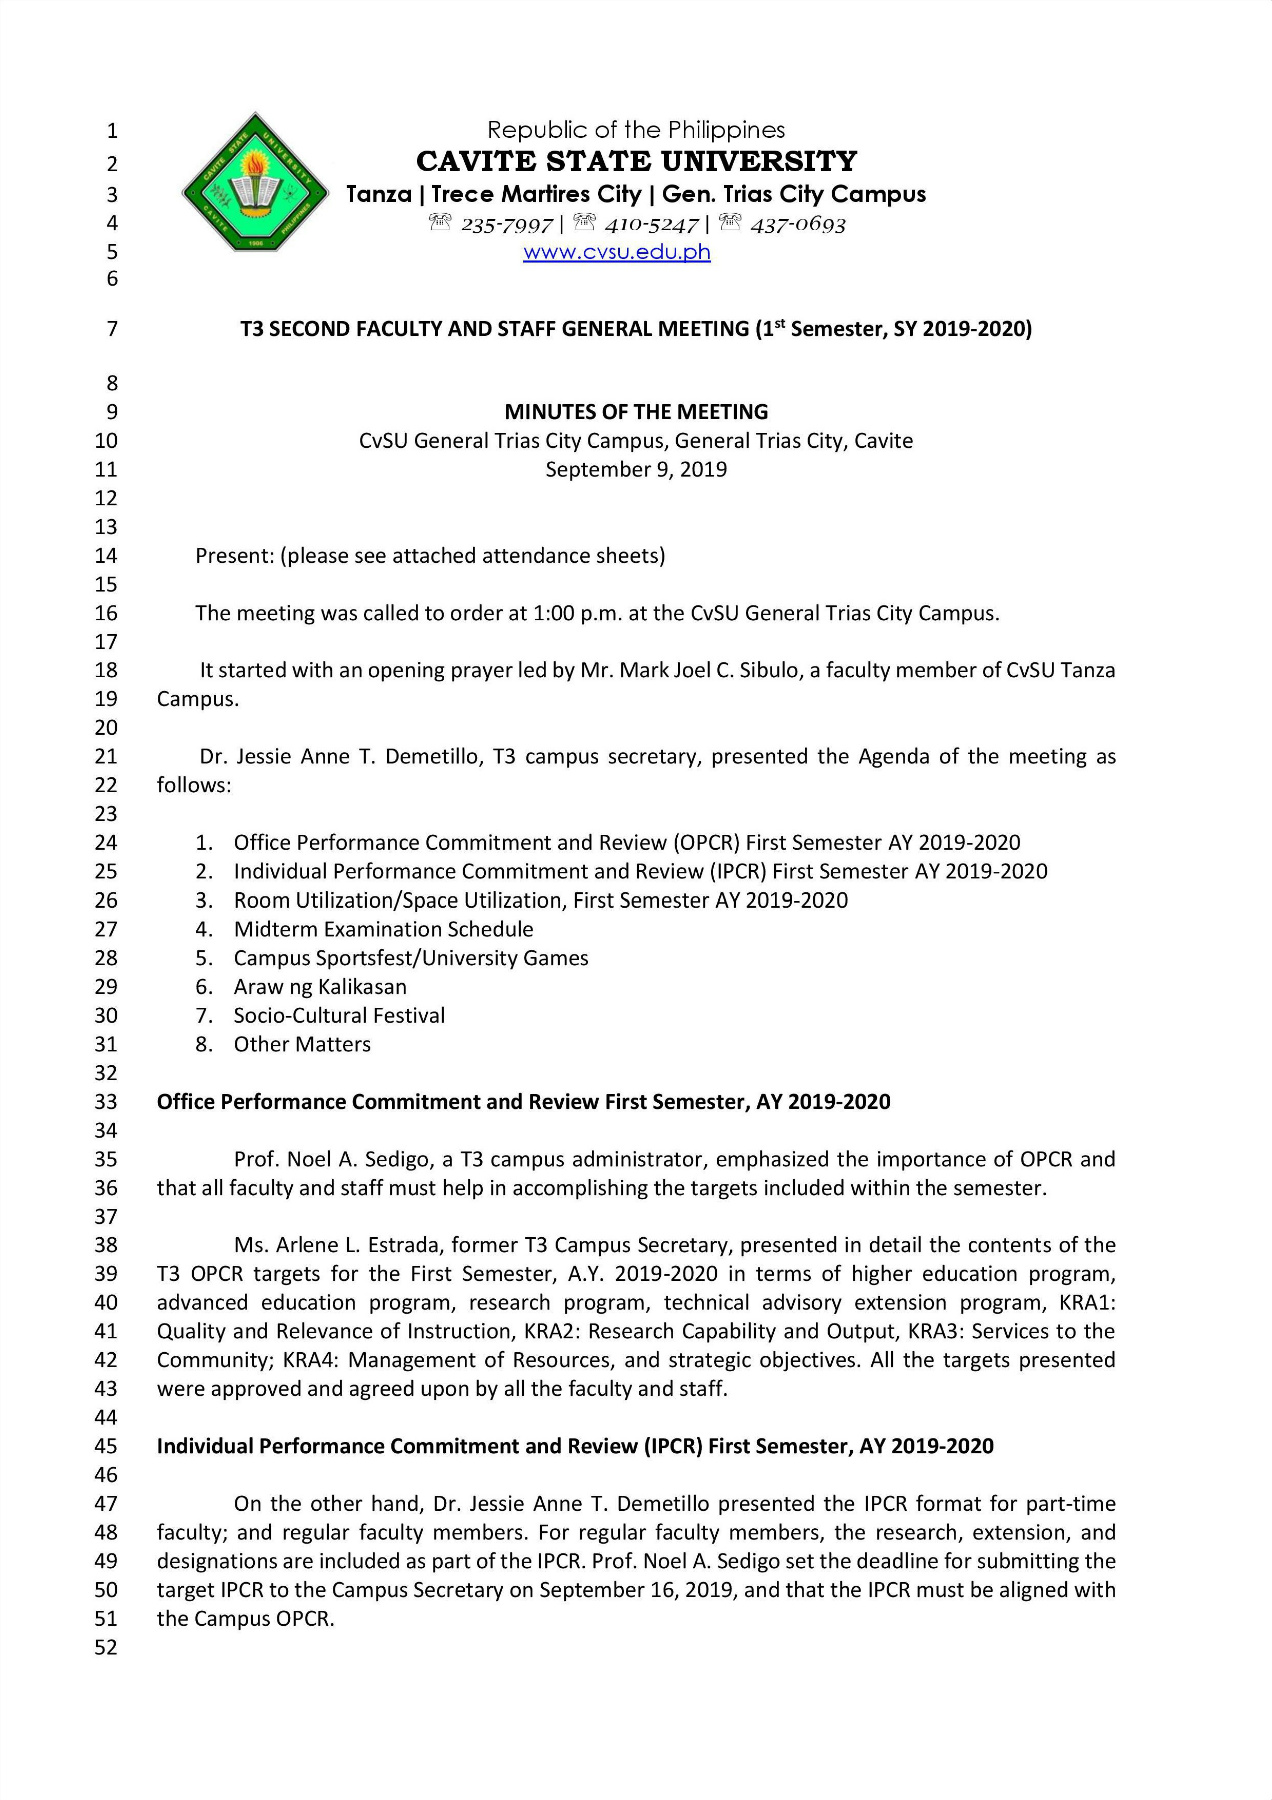 1 Republic of the Philippines
2 CAVITE STATE UNIVERSITY
3 Tanza | Trece Martires City | Gen. Trias City Campus
4 ☏ 235-7997 | ☏ 410-5247 | ☏ 437-0693
5 www.cvsu.edu.ph
6
CAVITE STATE UNIVERSITY
CAVITE 1906 PHILIPPINES
7 T3 SECOND FACULTY AND STAFF GENERAL MEETING (1st Semester, SY 2019-2020)
8
9 MINUTES OF THE MEETING
10 CvSU General Trias City Campus, General Trias City, Cavite
11 September 9, 2019
12
13
14 Present: (please see attached attendance sheets)
15
16 The meeting was called to order at 1:00 p.m. at the CvSU General Trias City Campus.
17
18 It started with an opening prayer led by Mr. Mark Joel C. Sibulo, a faculty member of CvSU Tanza
19 Campus.
20
21 Dr. Jessie Anne T. Demetillo, T3 campus secretary, presented the Agenda of the meeting as
22 follows:
23
24 1. Office Performance Commitment and Review (OPCR) First Semester AY 2019-2020
25 2. Individual Performance Commitment and Review (IPCR) First Semester AY 2019-2020
26 3. Room Utilization/Space Utilization, First Semester AY 2019-2020
27 4. Midterm Examination Schedule
28 5. Campus Sportsfest/University Games
29 6. Araw ng Kalikasan
30 7. Socio-Cultural Festival
31 8. Other Matters
32
33 Office Performance Commitment and Review First Semester, AY 2019-2020
34
35 Prof. Noel A. Sedigo, a T3 campus administrator, emphasized the importance of OPCR and
36 that all faculty and staff must help in accomplishing the targets included within the semester.
37
38 Ms. Arlene L. Estrada, former T3 Campus Secretary, presented in detail the contents of the
39 T3 OPCR targets for the First Semester, A.Y. 2019-2020 in terms of higher education program,
40 advanced education program, research program, technical advisory extension program, KRA1:
41 Quality and Relevance of Instruction, KRA2: Research Capability and Output, KRA3: Services to the
42 Community; KRA4: Management of Resources, and strategic objectives. All the targets presented
43 were approved and agreed upon by all the faculty and staff.
44
45 Individual Performance Commitment and Review (IPCR) First Semester, AY 2019-2020
46
47 On the other hand, Dr. Jessie Anne T. Demetillo presented the IPCR format for part-time
48 faculty; and regular faculty members. For regular faculty members, the research, extension, and
49 designations are included as part of the IPCR. Prof. Noel A. Sedigo set the deadline for submitting the
50 target IPCR to the Campus Secretary on September 16, 2019, and that the IPCR must be aligned with
51 the Campus OPCR.
52